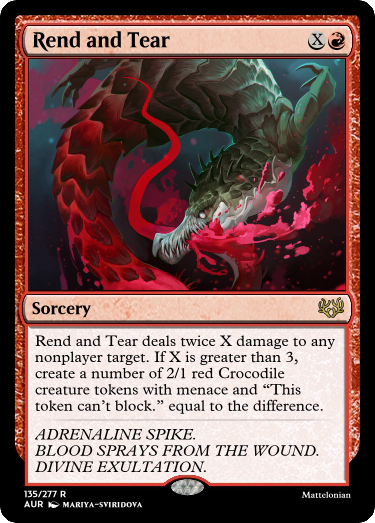 Rend and Tear X
Sorcery
Rend and Tear deals twice X damage to any
nonplayer target. If X is greater than 3,
create a number of 2/1 red Crocodile
creature tokens with menace and “This
token can’t block.” equal to the difference.
ADRENALINE SPIKE.
BLOOD SPRAYS FROM THE WOUND.
DIVINE EXULTATION.
135/277 R
AUR MARIYA-SVIRIDOVA Mattelonian